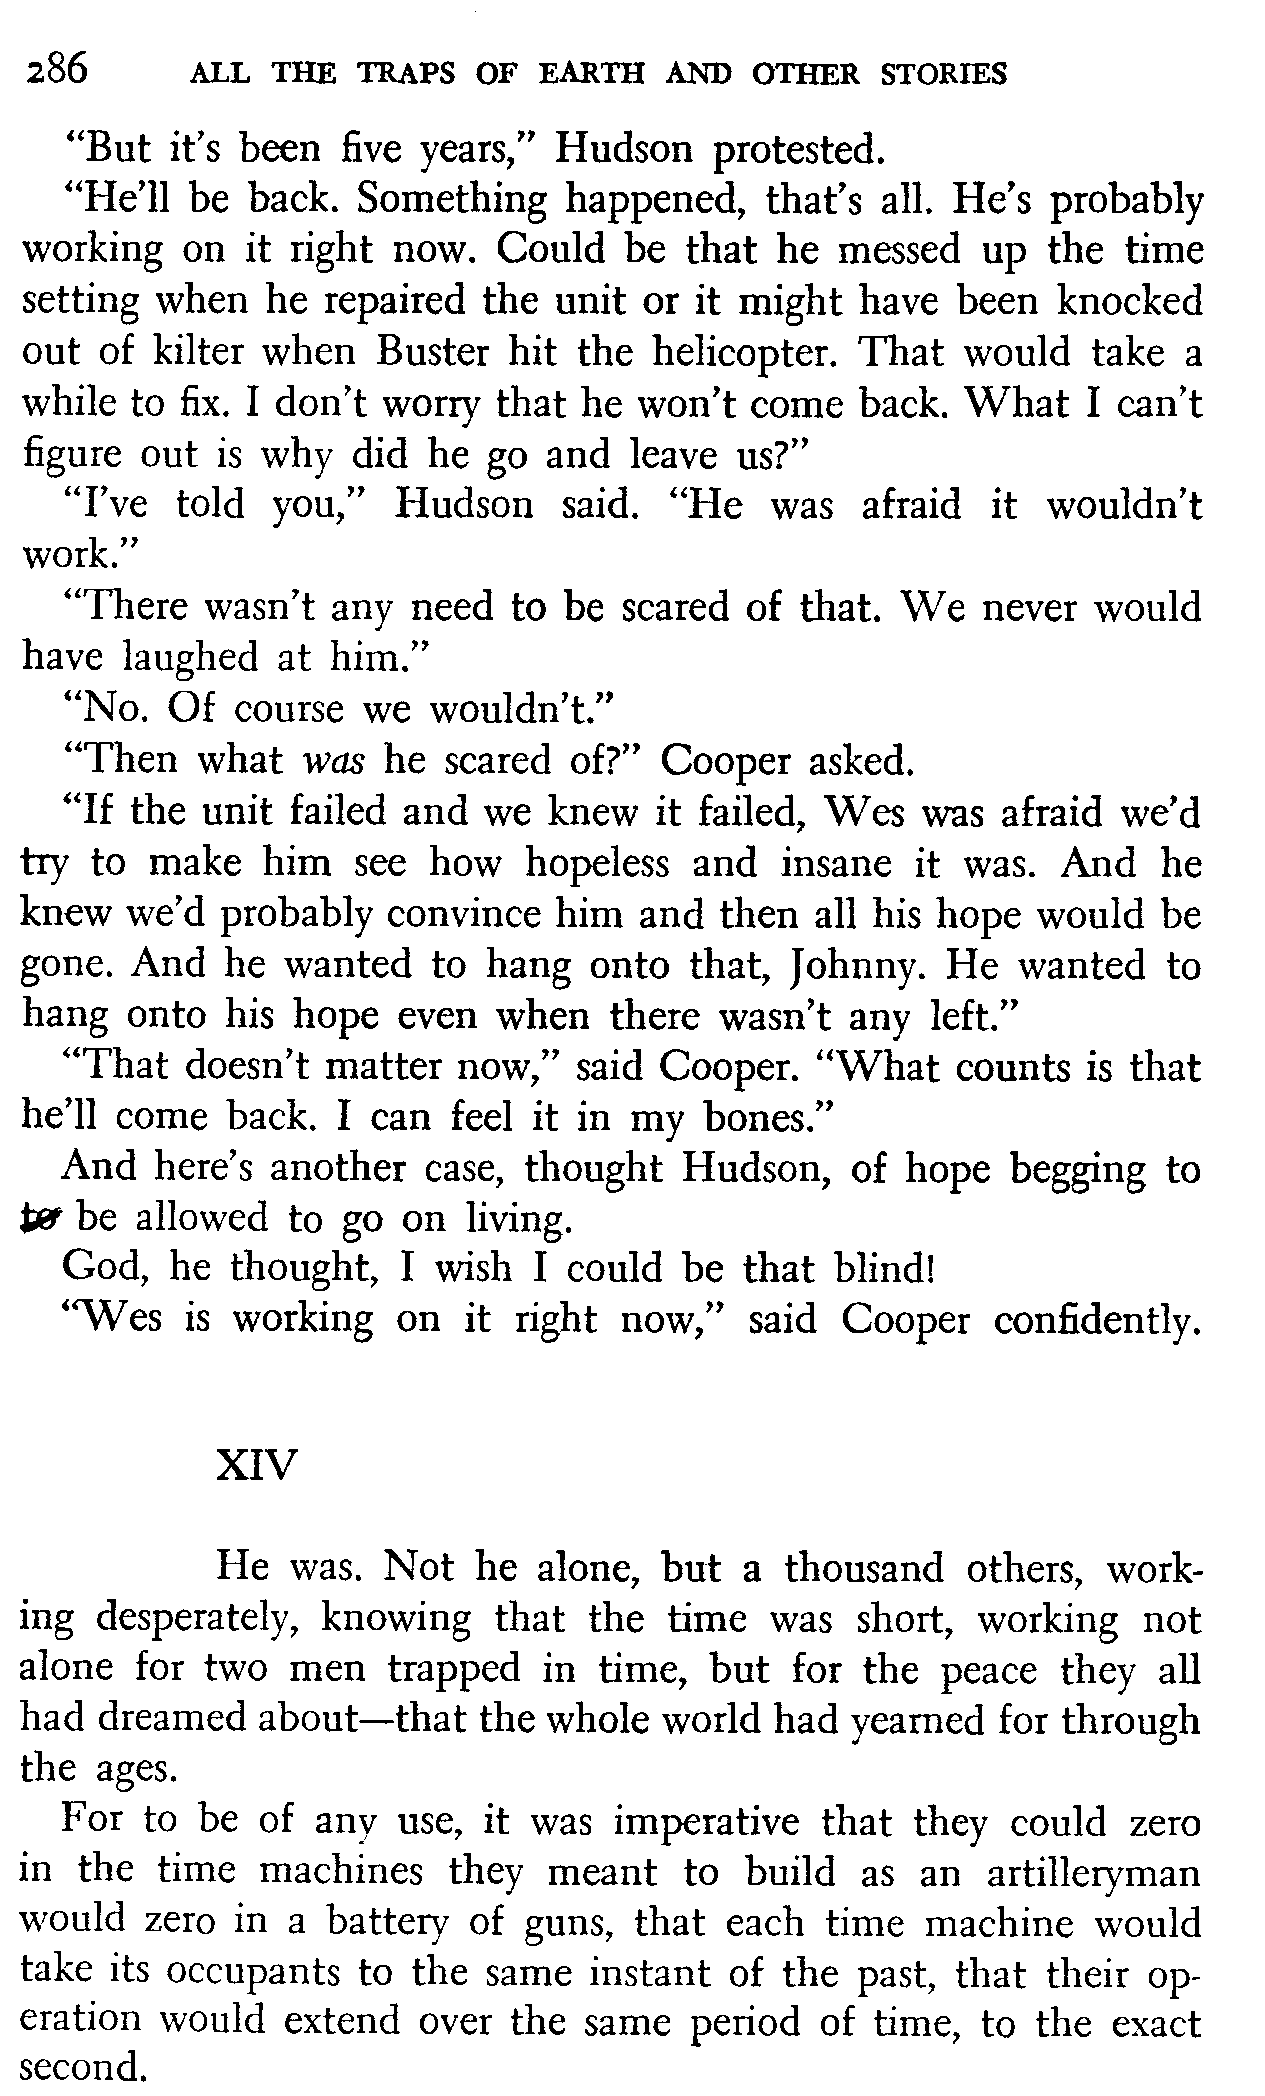 286 ALL THE TRAPS OF EARTH AND OTHER STORIES
“But it’s been five years,” Hudson protested.
“He’ll be back. Something happened, that’s all. He’s probably
working on it right now. Could be that he messed up the time
setting when he repaired the unit or it might have been knocked
out of kilter when Buster hit the helicopter. That would take a
while to fix. I don’t worry that he won’t come back. What I can’t
figure out is why did he go and leave us?”
“I’ve told you,” Hudson said. “He was afraid it wouldn’t
work.”
“There wasn’t any need to be scared of that. We never would
have laughed at him.”
“No. Of course we wouldn’t.”
“Then what was he scared of?” Cooper asked.
“If the unit failed and we knew it failed, Wes was afraid we’d
try to make him see how hopeless and insane it was. And he
knew we’d probably convince him and then all his hope would be
gone. And he wanted to hang onto that, Johnny. He wanted to
hang onto his hope even when there wasn’t any left.”
“That doesn’t matter now,” said Cooper. “What counts is that
he’ll come back. I can feel it in my bones.”
And here’s another case, thought Hudson, of hope begging to
to be allowed to go on living.
God, he thought, I wish I could be that blind!
“Wes is working on it right now,” said Cooper confidently.
XIV
He was. Not he alone, but a thousand others, work-
ing desperately, knowing that the time was short, working not
alone for two men trapped in time, but for the peace they all
had dreamed about—that the whole world had yearned for through
the ages.
For to be of any use, it was imperative that they could zero
in the time machines they meant to build as an artilleryman
would zero in a battery of guns, that each time machine would
take its occupants to the same instant of the past, that their op-
eration would extend over the same period of time, to the exact
second.